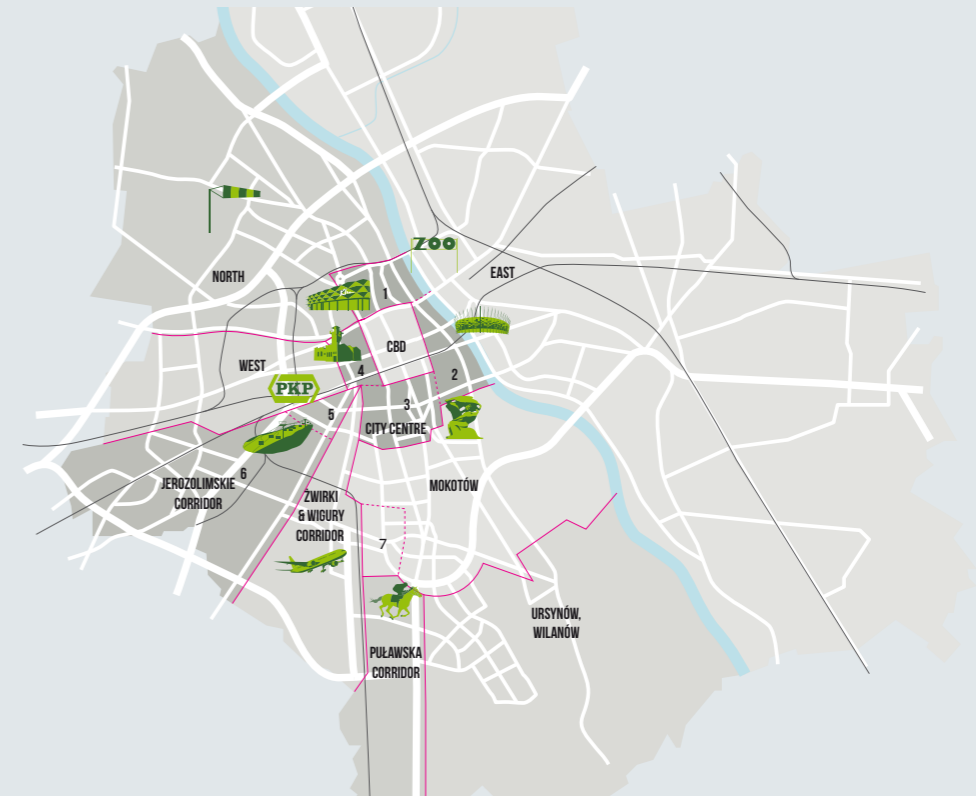 ZOO
NORTH
EAST
1
CBD
WEST
4
2
PKP
3
5
CITY CENTRE
6
JEROZOLIMSKIE
CORRIDOR
MOKOTÓW
ŻWIRKI
& WIGURY
CORRIDOR
7
URSYNÓW,
WILANÓW
PUŁAWSKA
CORRIDOR